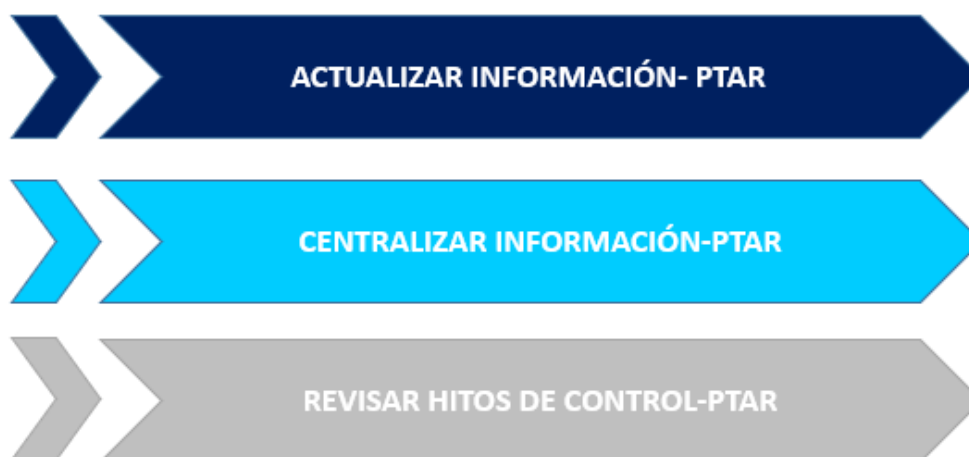 ACTUALIZAR INFORMACIÓN- PTAR
CENTRALIZAR INFORMACIÓN-PTAR
REVISAR HITOS DE CONTROL-PTAR